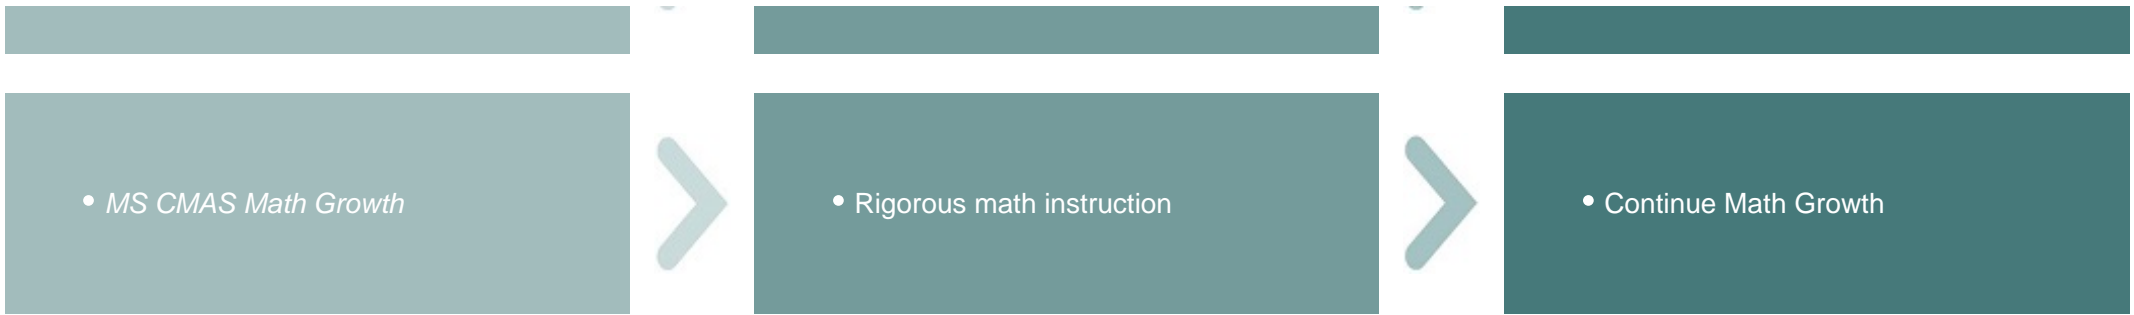 • MS CMAS Math Growth
• Rigorous math instruction
• Continue Math Growth